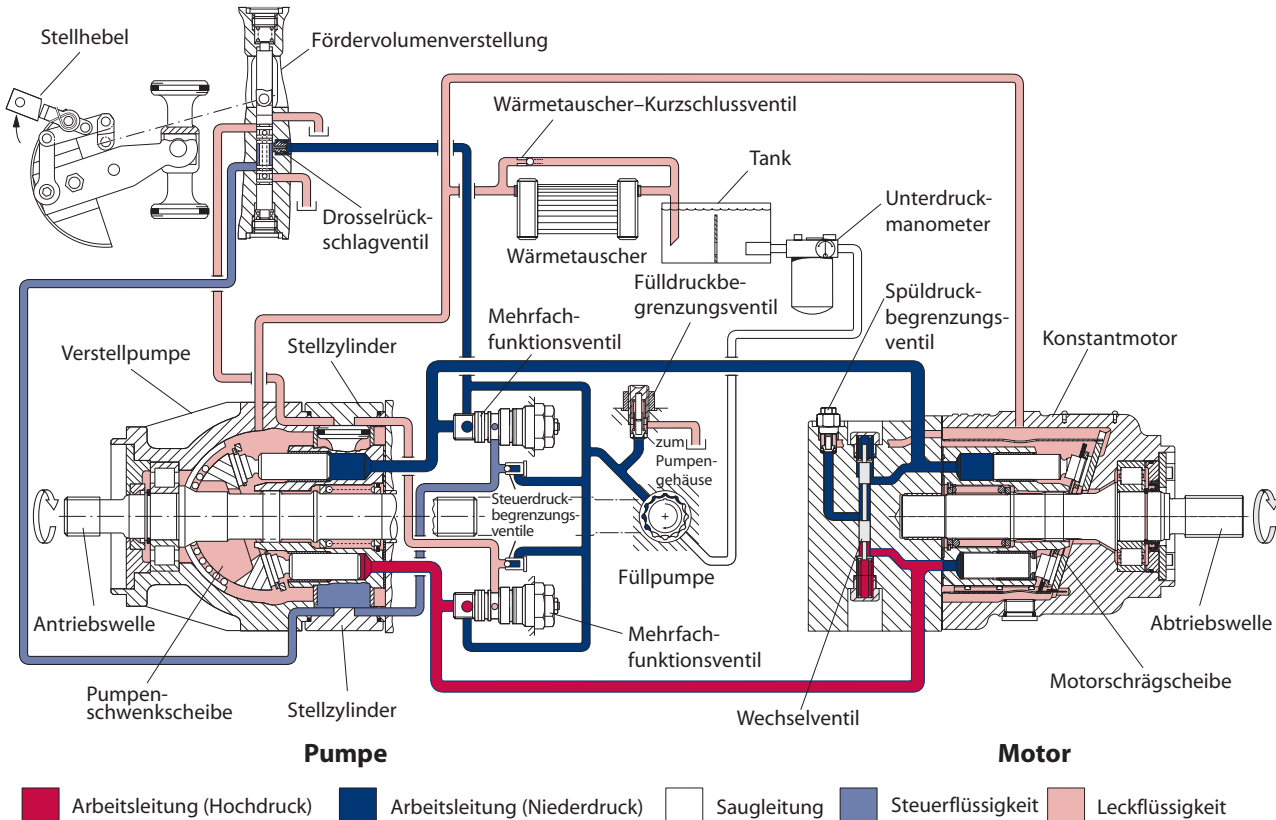 Stellhebel
Fördervolumenverstellung
Wärmetauscher–Kurzschlussventil
Tank
Drosselrück-
schlagventil
Wärmetauscher
Unterdruck-
manometer
Fülldruckbe-
grenzungsventil
Spüldruck-
begrenzungs-
ventil
Mehrfach-
funktionsventil
Verstellpumpe
Stellzylinder
Konstantmotor
zum
Pumpen-
gehäuse
Steuerdruck-
begrenzungs-
ventile
Füllpumpe
Antriebswelle
Mehrfach-
funktionsventil
Abtriebswelle
Pumpen-
schwenkscheibe
Stellzylinder
Motorschrägscheibe
Wechselventil
Pumpe
Motor
Arbeitsleitung (Hochdruck)
Arbeitsleitung (Niederdruck)
Saugleitung
Steuerflüssigkeit
Leckflüssigkeit